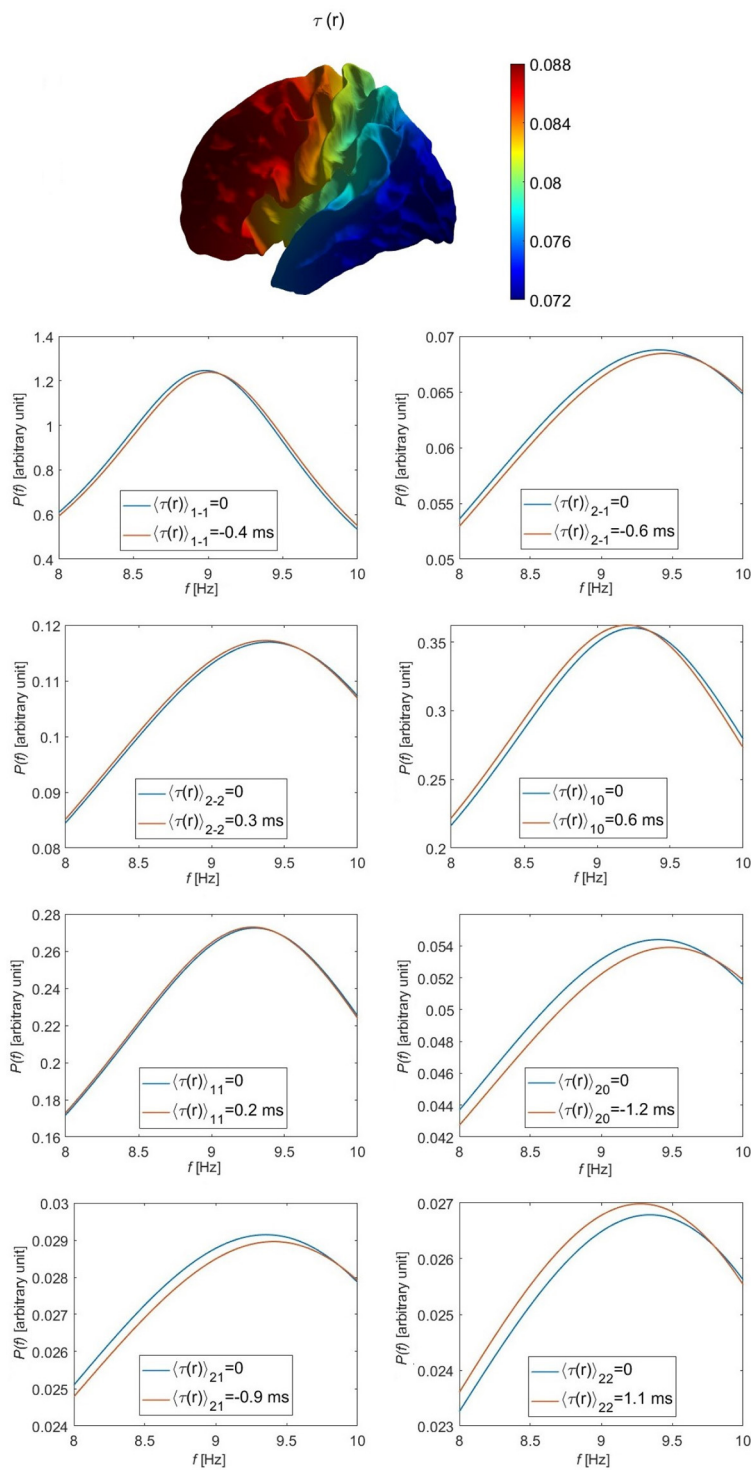 τ (r)
0.088
0.084
0.08
0.076
0.072
1.4
1.2
1
0.8
0.6
0.4
P(f) [arbitrary unit]
8 8.5 9 9.5 10
f [Hz]
⟨τ(r)⟩1-1=0
⟨τ(r)⟩1-1=-0.4 ms
0.07
0.065
0.06
0.055
0.05
P(f) [arbitrary unit]
8 8.5 9 9.5 10
f [Hz]
⟨τ(r)⟩2-1=0
⟨τ(r)⟩2-1=-0.6 ms
0.12
0.11
0.1
0.09
0.08
P(f) [arbitrary unit]
8 8.5 9 9.5 10
f [Hz]
⟨τ(r)⟩2-2=0
⟨τ(r)⟩2-2=0.3 ms
0.35
0.3
0.25
0.2
P(f) [arbitrary unit]
8 8.5 9 9.5 10
f [Hz]
⟨τ(r)⟩10=0
⟨τ(r)⟩10=0.6 ms
0.28
0.26
0.24
0.22
0.2
0.18
0.16
P(f) [arbitrary unit]
8 8.5 9 9.5 10
f [Hz]
⟨τ(r)⟩11=0
⟨τ(r)⟩11=0.2 ms
0.054
0.052
0.05
0.048
0.046
0.044
0.042
P(f) [arbitrary unit]
8 8.5 9 9.5 10
f [Hz]
⟨τ(r)⟩20=0
⟨τ(r)⟩20=-1.2 ms
0.03
0.029
0.028
0.027
0.026
0.025
0.024
P(f) [arbitrary unit]
8 8.5 9 9.5 10
f [Hz]
⟨τ(r)⟩21=0
⟨τ(r)⟩21=-0.9 ms
0.027
0.026
0.025
0.024
0.023
P(f) [arbitrary unit]
8 8.5 9 9.5 10
f [Hz]
⟨τ(r)⟩22=0
⟨τ(r)⟩22=1.1 ms